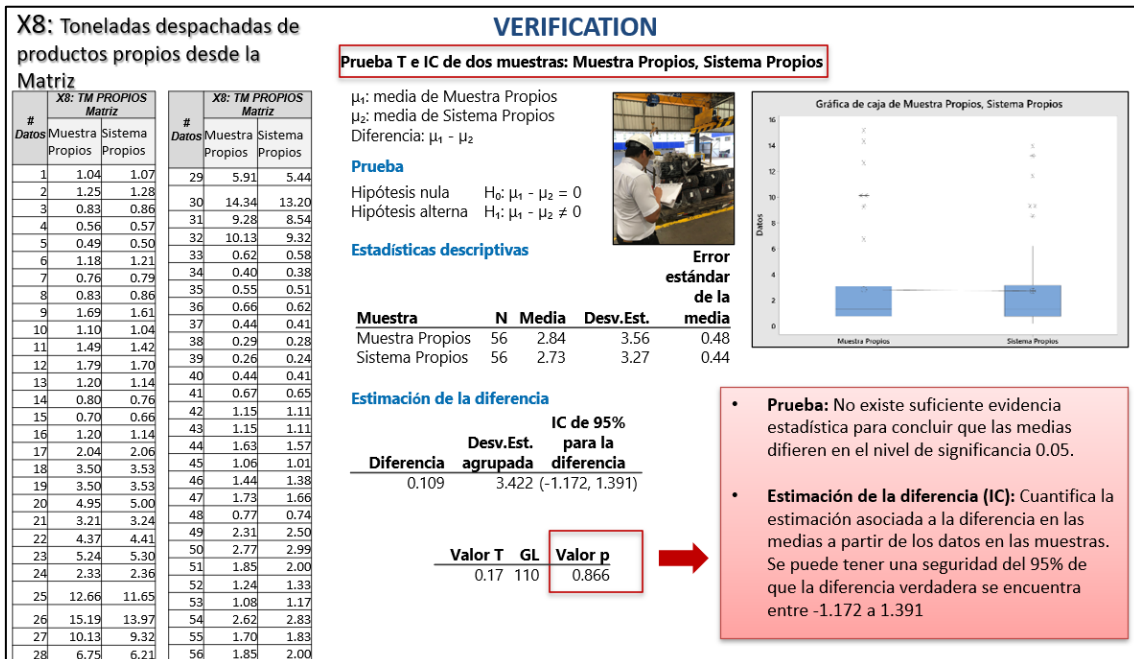 X8: Toneladas despachadas de
productos propios desde la
Matriz
# Datos X8: TM PROPIOS Matriz
Muestra Propios Sistema Propios
1 1.04 1.07
2 1.25 1.28
3 0.83 0.86
4 0.56 0.57
5 0.49 0.50
6 1.18 1.21
7 0.76 0.79
8 0.83 0.86
9 1.69 1.61
10 1.10 1.04
11 1.49 1.42
12 1.79 1.70
13 1.20 1.14
14 0.80 0.76
15 0.70 0.66
16 1.20 1.14
17 2.04 2.06
18 3.50 3.53
19 3.50 3.53
20 4.95 5.00
21 3.21 3.24
22 4.37 4.41
23 5.24 5.30
24 2.33 2.36
25 12.66 11.65
26 15.19 13.97
27 10.13 9.32
28 6.75 6.21
# Datos X8: TM PROPIOS Matriz
Muestra Propios Sistema Propios
29 5.91 5.44
30 14.34 13.20
31 9.28 8.54
32 10.13 9.32
33 0.62 0.58
34 0.40 0.38
35 0.55 0.51
36 0.66 0.62
37 0.44 0.41
38 0.29 0.28
39 0.26 0.24
40 0.44 0.41
41 0.67 0.65
42 1.15 1.11
43 1.15 1.11
44 1.63 1.57
45 1.06 1.01
46 1.44 1.38
47 1.73 1.66
48 0.77 0.74
49 2.31 2.50
50 2.77 2.99
51 1.85 2.00
52 1.24 1.33
53 1.08 1.17
54 2.62 2.83
55 1.70 1.83
56 1.85 2.00
VERIFICATION
Prueba T e IC de dos muestras: Muestra Propios, Sistema Propios
μ₁: media de Muestra Propios
μ₂: media de Sistema Propios
Diferencia: μ₁ - μ₂
Prueba
Hipótesis nula H₀: μ₁ - μ₂ = 0
Hipótesis alterna H₁: μ₁ - μ₂ ≠ 0
Estadísticas descriptivas
Error
estándar
de la
Muestra N Media Desv.Est. media
Muestra Propios 56 2.84 3.56 0.48
Sistema Propios 56 2.73 3.27 0.44
Estimación de la diferencia
IC de 95%
Desv.Est. para la
Diferencia agrupada diferencia
0.109 3.422 (-1.172, 1.391)
Valor T GL Valor p
0.17 110 0.866
Gráfica de caja de Muestra Propios, Sistema Propios
Datos
16
14
12
10
8
6
4
2
0
Muestra Propios Sistema Propios
• Prueba: No existe suficiente evidencia
estadística para concluir que las medias
difieren en el nivel de significancia 0.05.
• Estimación de la diferencia (IC): Cuantifica la
estimación asociada a la diferencia en las
medias a partir de los datos en las muestras.
Se puede tener una seguridad del 95% de
que la diferencia verdadera se encuentra
entre -1.172 a 1.391